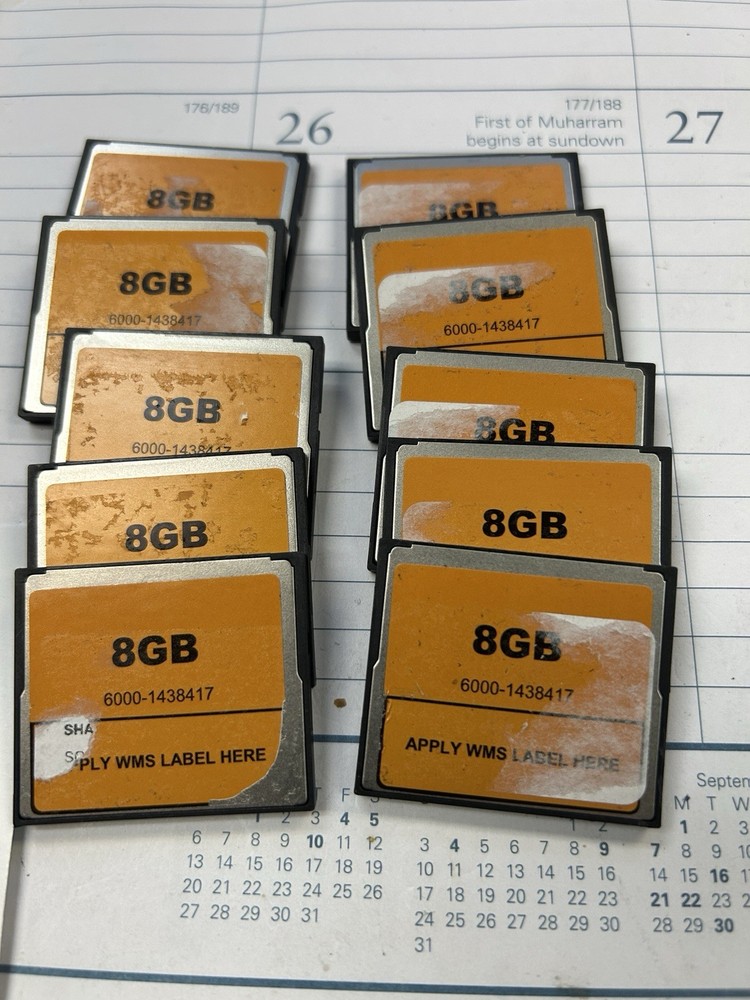 176/189
26
177/188
First of Muharram
begins at sundown
27
8GB
8GB
6000-1438417
8GB
6000-1438417
8GB
8GB
6000-1438417
SHA
PLY WMS LABEL HERE
8GB
8GB
6000-1438417
8GB
8GB
8GB
6000-1438417
APPLY WMS LABEL HERE
F
1 2 3 4 5
6 7 8 9 10 11 12
13 14 15 16 17 18 19
20 21 22 23 24 25 26
27 28 29 30 31
1 2
3 4 5 6 7 8 9
10 11 12 13 14 15 16
17 18 19 20 21 22 23
24 25 26 27 28 29 30
31
Septem
M T W
1 2 3
7 8 9 10
14 15 16
21 22 23
28 29 30